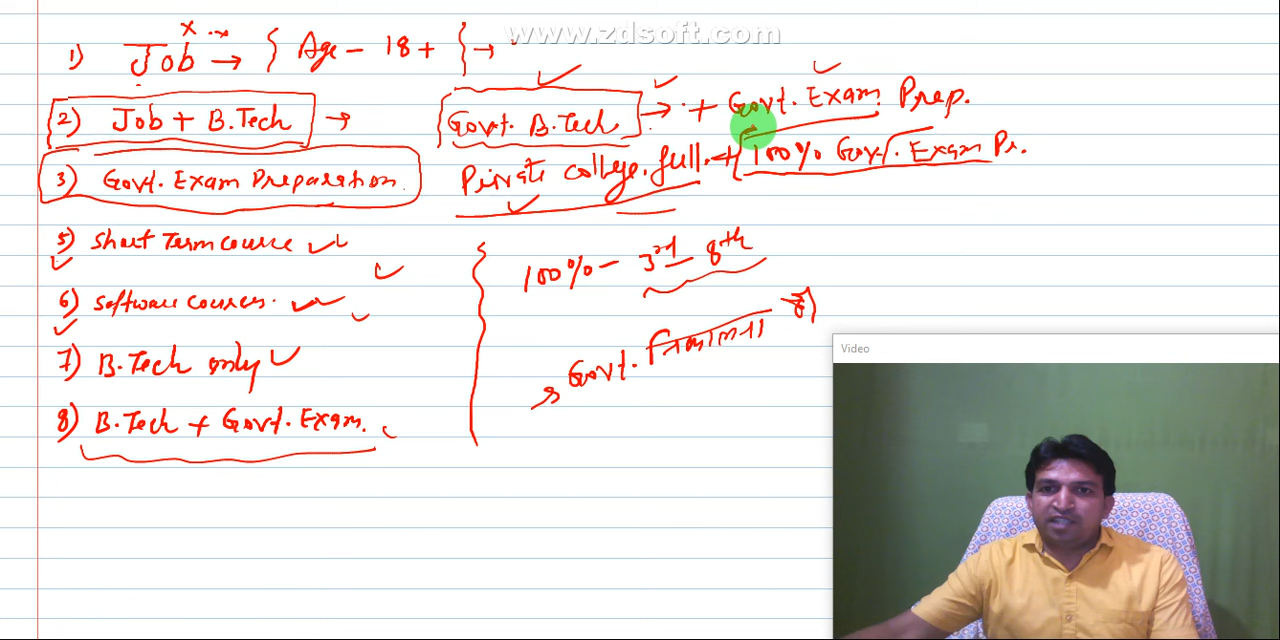 www.zdsoft.com
1) Job → { Age - 18 + } →
2) Job + B.Tech → Govt. B.Tech → + Govt. Exam Prep.
3) Govt. Exam Preparation. Private college. full. + 100% Govt. Exam Pr.
5) Short Term course
100% - 3rd 8th
6) Software courses.
7) B.Tech only
Govt.
8) B.Tech + Govt. Exam.
Video